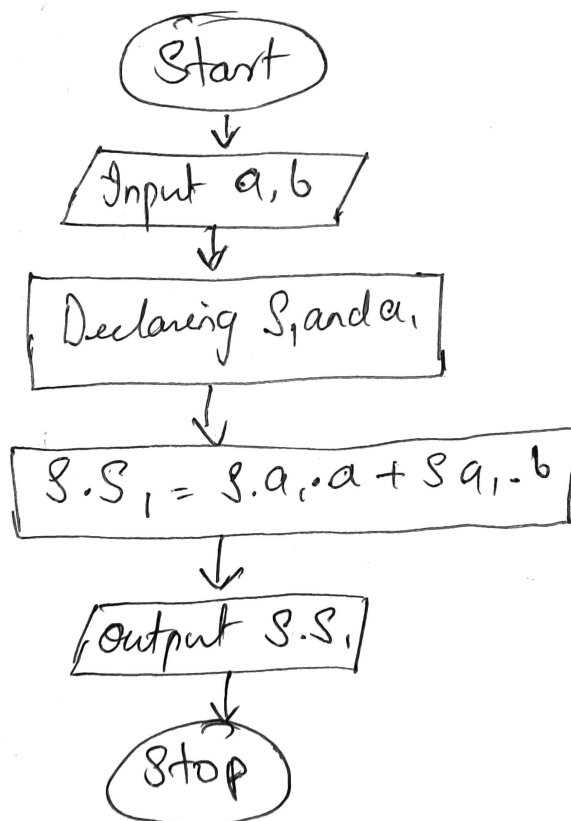 Start
Input a, b
Declaring S, and a,
S.S, = S.a,.a + S a,.b
Output S.S,
Stop